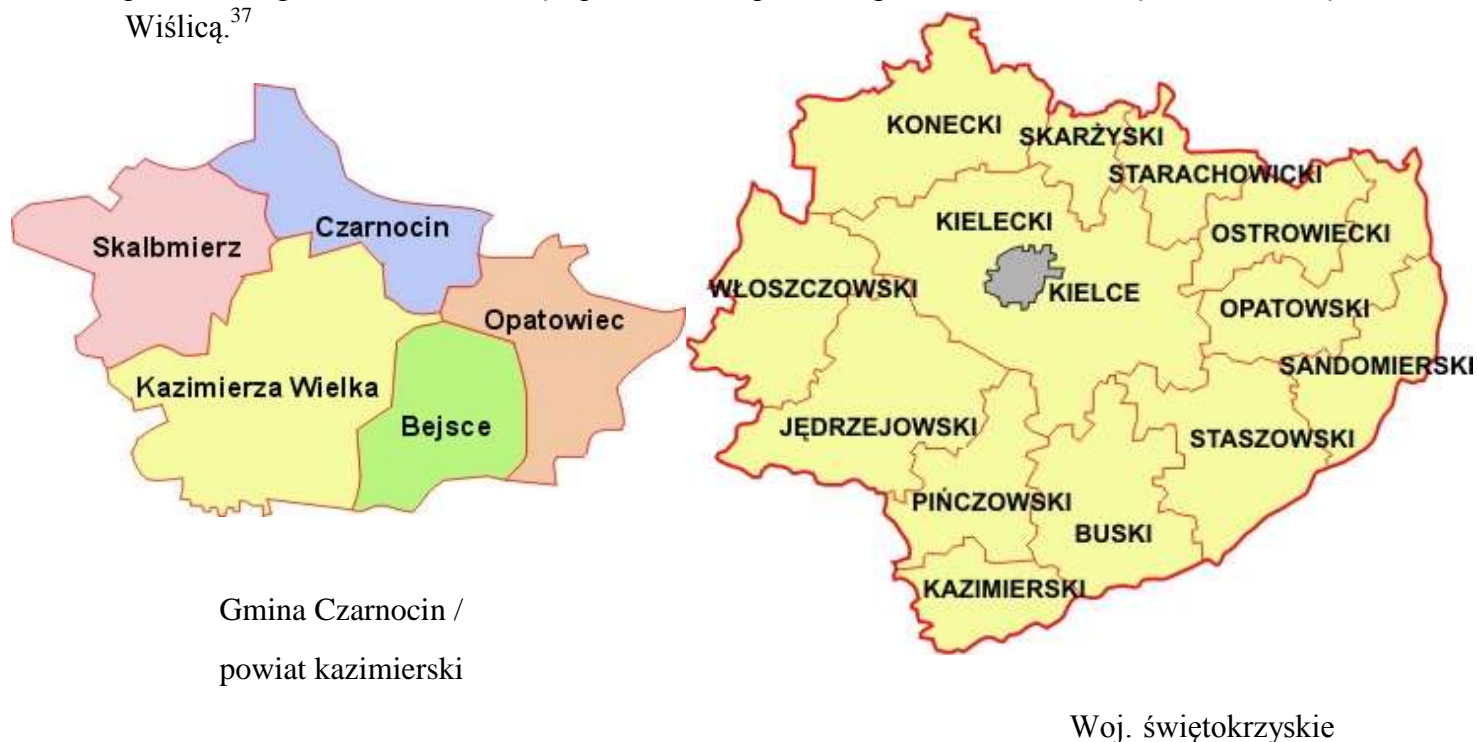 Wiślicą.37
KONECKI
SKARŻYSKI
STARACHOWICKI
Czarnocin
KIELECKI
Skalbmierz
OSTROWIECKI
WŁOSZCZOWSKI
KIELCE
OPATOWSKI
Opatowiec
SANDOMIERSKI
Kazimierza Wielka
Bejsce
JĘDRZEJOWSKI
STASZOWSKI
PIŃCZOWSKI
BUSKI
KAZIMIERSKI
Gmina Czarnocin /
powiat kazimierski
Woj. świętokrzyskie